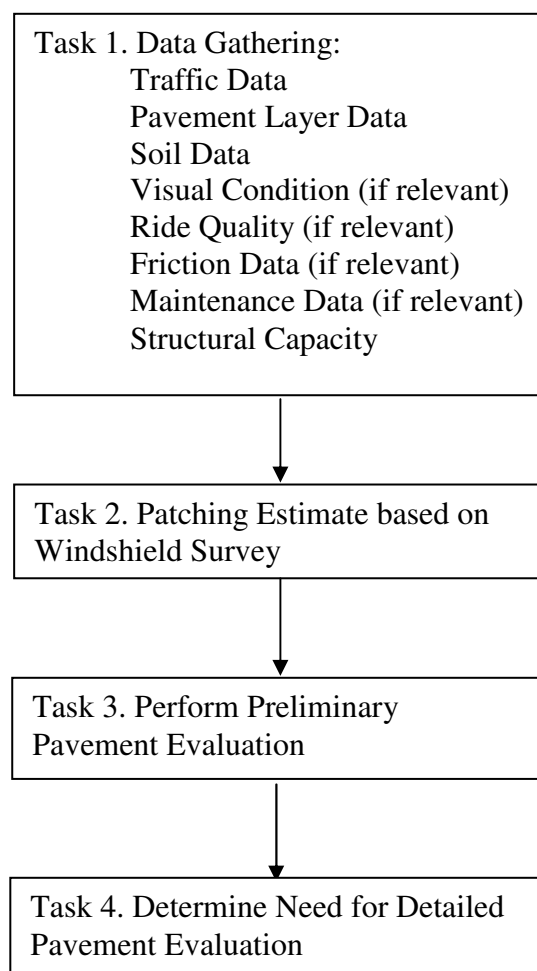 Task 1. Data Gathering:
Traffic Data
Pavement Layer Data
Soil Data
Visual Condition (if relevant)
Ride Quality (if relevant)
Friction Data (if relevant)
Maintenance Data (if relevant)
Structural Capacity
Task 2. Patching Estimate based on
Windshield Survey
Task 3. Perform Preliminary
Pavement Evaluation
Task 4. Determine Need for Detailed
Pavement Evaluation